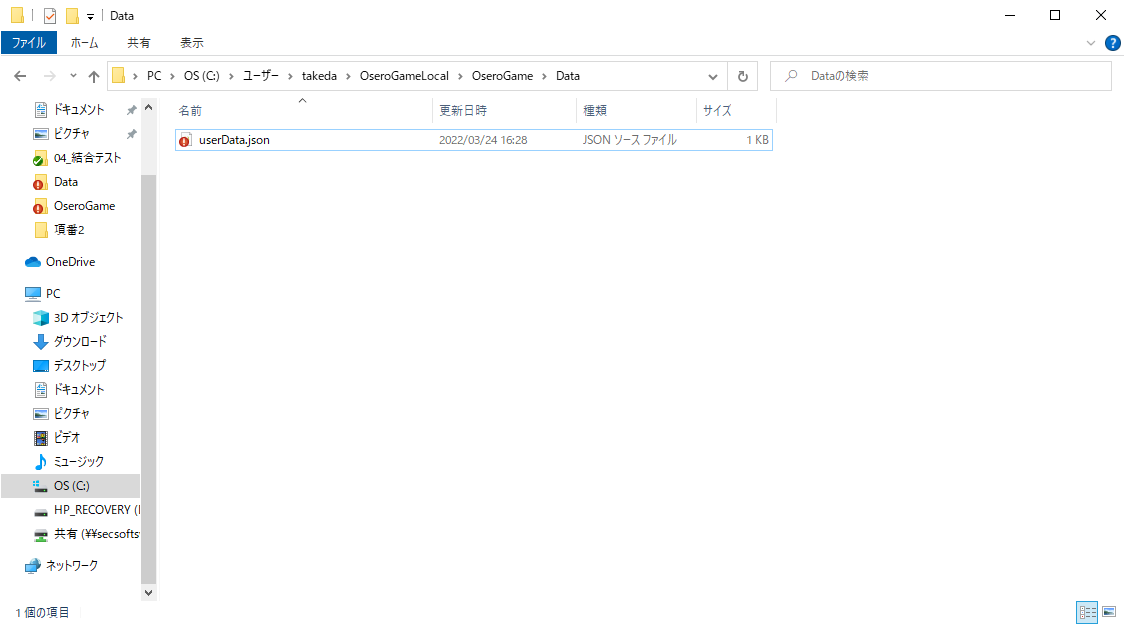 Data
ファイル ホーム 共有 表示
PC OS (C:) ユーザー takeda OseroGameLocal OseroGame Data Dataの検索
名前 更新日時 種類 サイズ
userData.json 2022/03/24 16:28 JSON ソース ファイル 1 KB
ドキュメント
ピクチャ
04_結合テスト
Data
OseroGame
項番2
OneDrive
PC
3D オブジェクト
ダウンロード
デスクトップ
ドキュメント
ピクチャ
ビデオ
ミュージック
OS (C:)
HP_RECOVERY (
共有 (¥¥secsofts
ネットワーク
1 個の項目